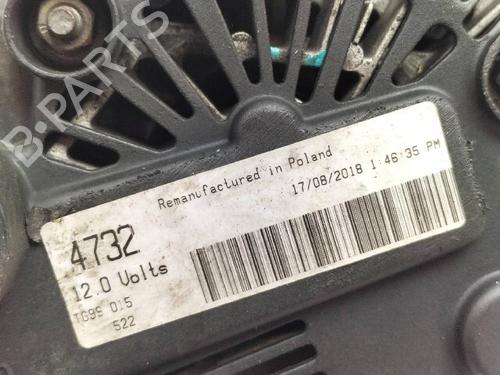 B-PARTS
Remanufactured in Poland
17/08/2018 1:46:35 PM
4732
12.0 Volts
TG9S 015
522